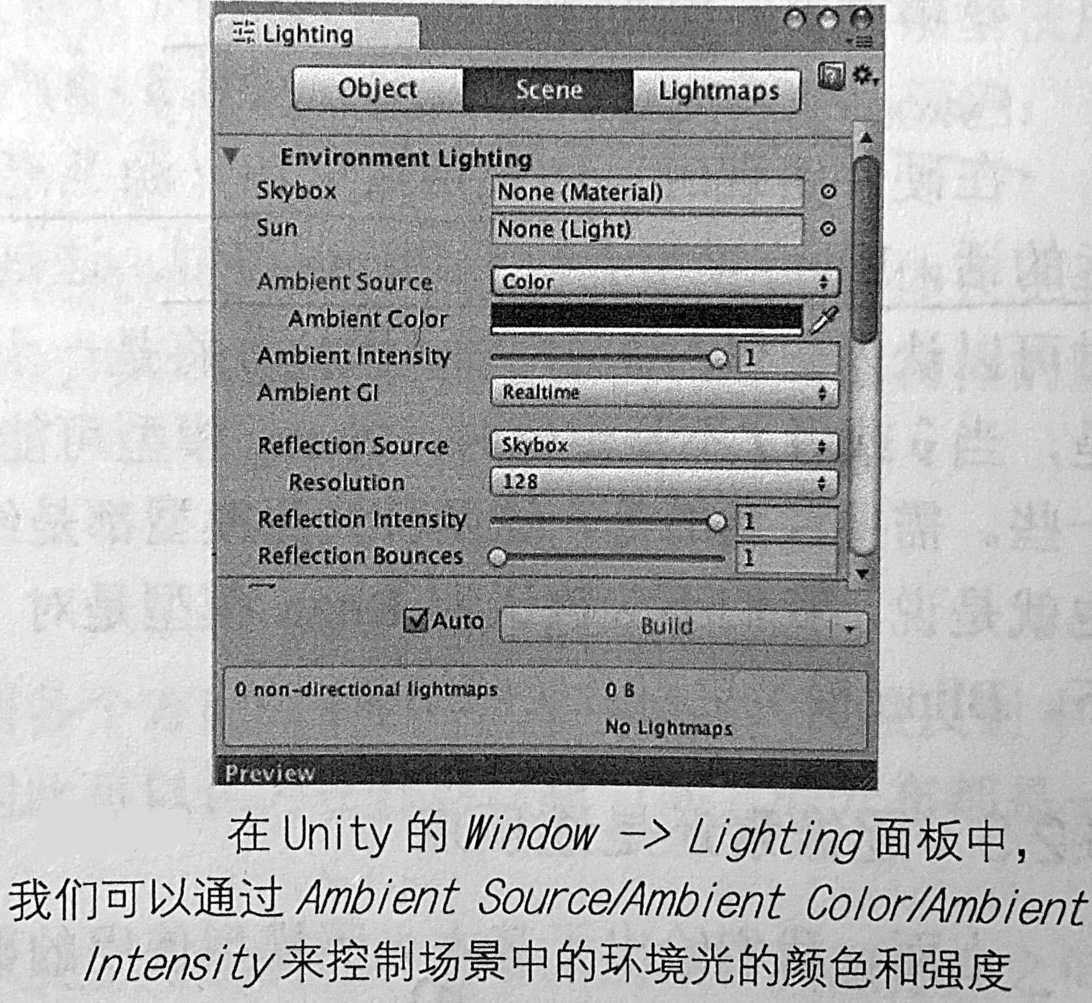 Lighting
Object Scene Lightmaps
Environment Lighting
Skybox None (Material)
Sun None (Light)
Ambient Source Color
Ambient Color
Ambient Intensity 1
Ambient GI Realtime
Reflection Source Skybox
Resolution 128
Reflection Intensity 1
Reflection Bounces 1
Auto Build
0 non-directional lightmaps 0 B
No Lightmaps
Preview
在 Unity 的 Window -> Lighting 面板中，
我们可以通过 Ambient Source/Ambient Color/Ambient
Intensity 来控制场景中的环境光的颜色和强度